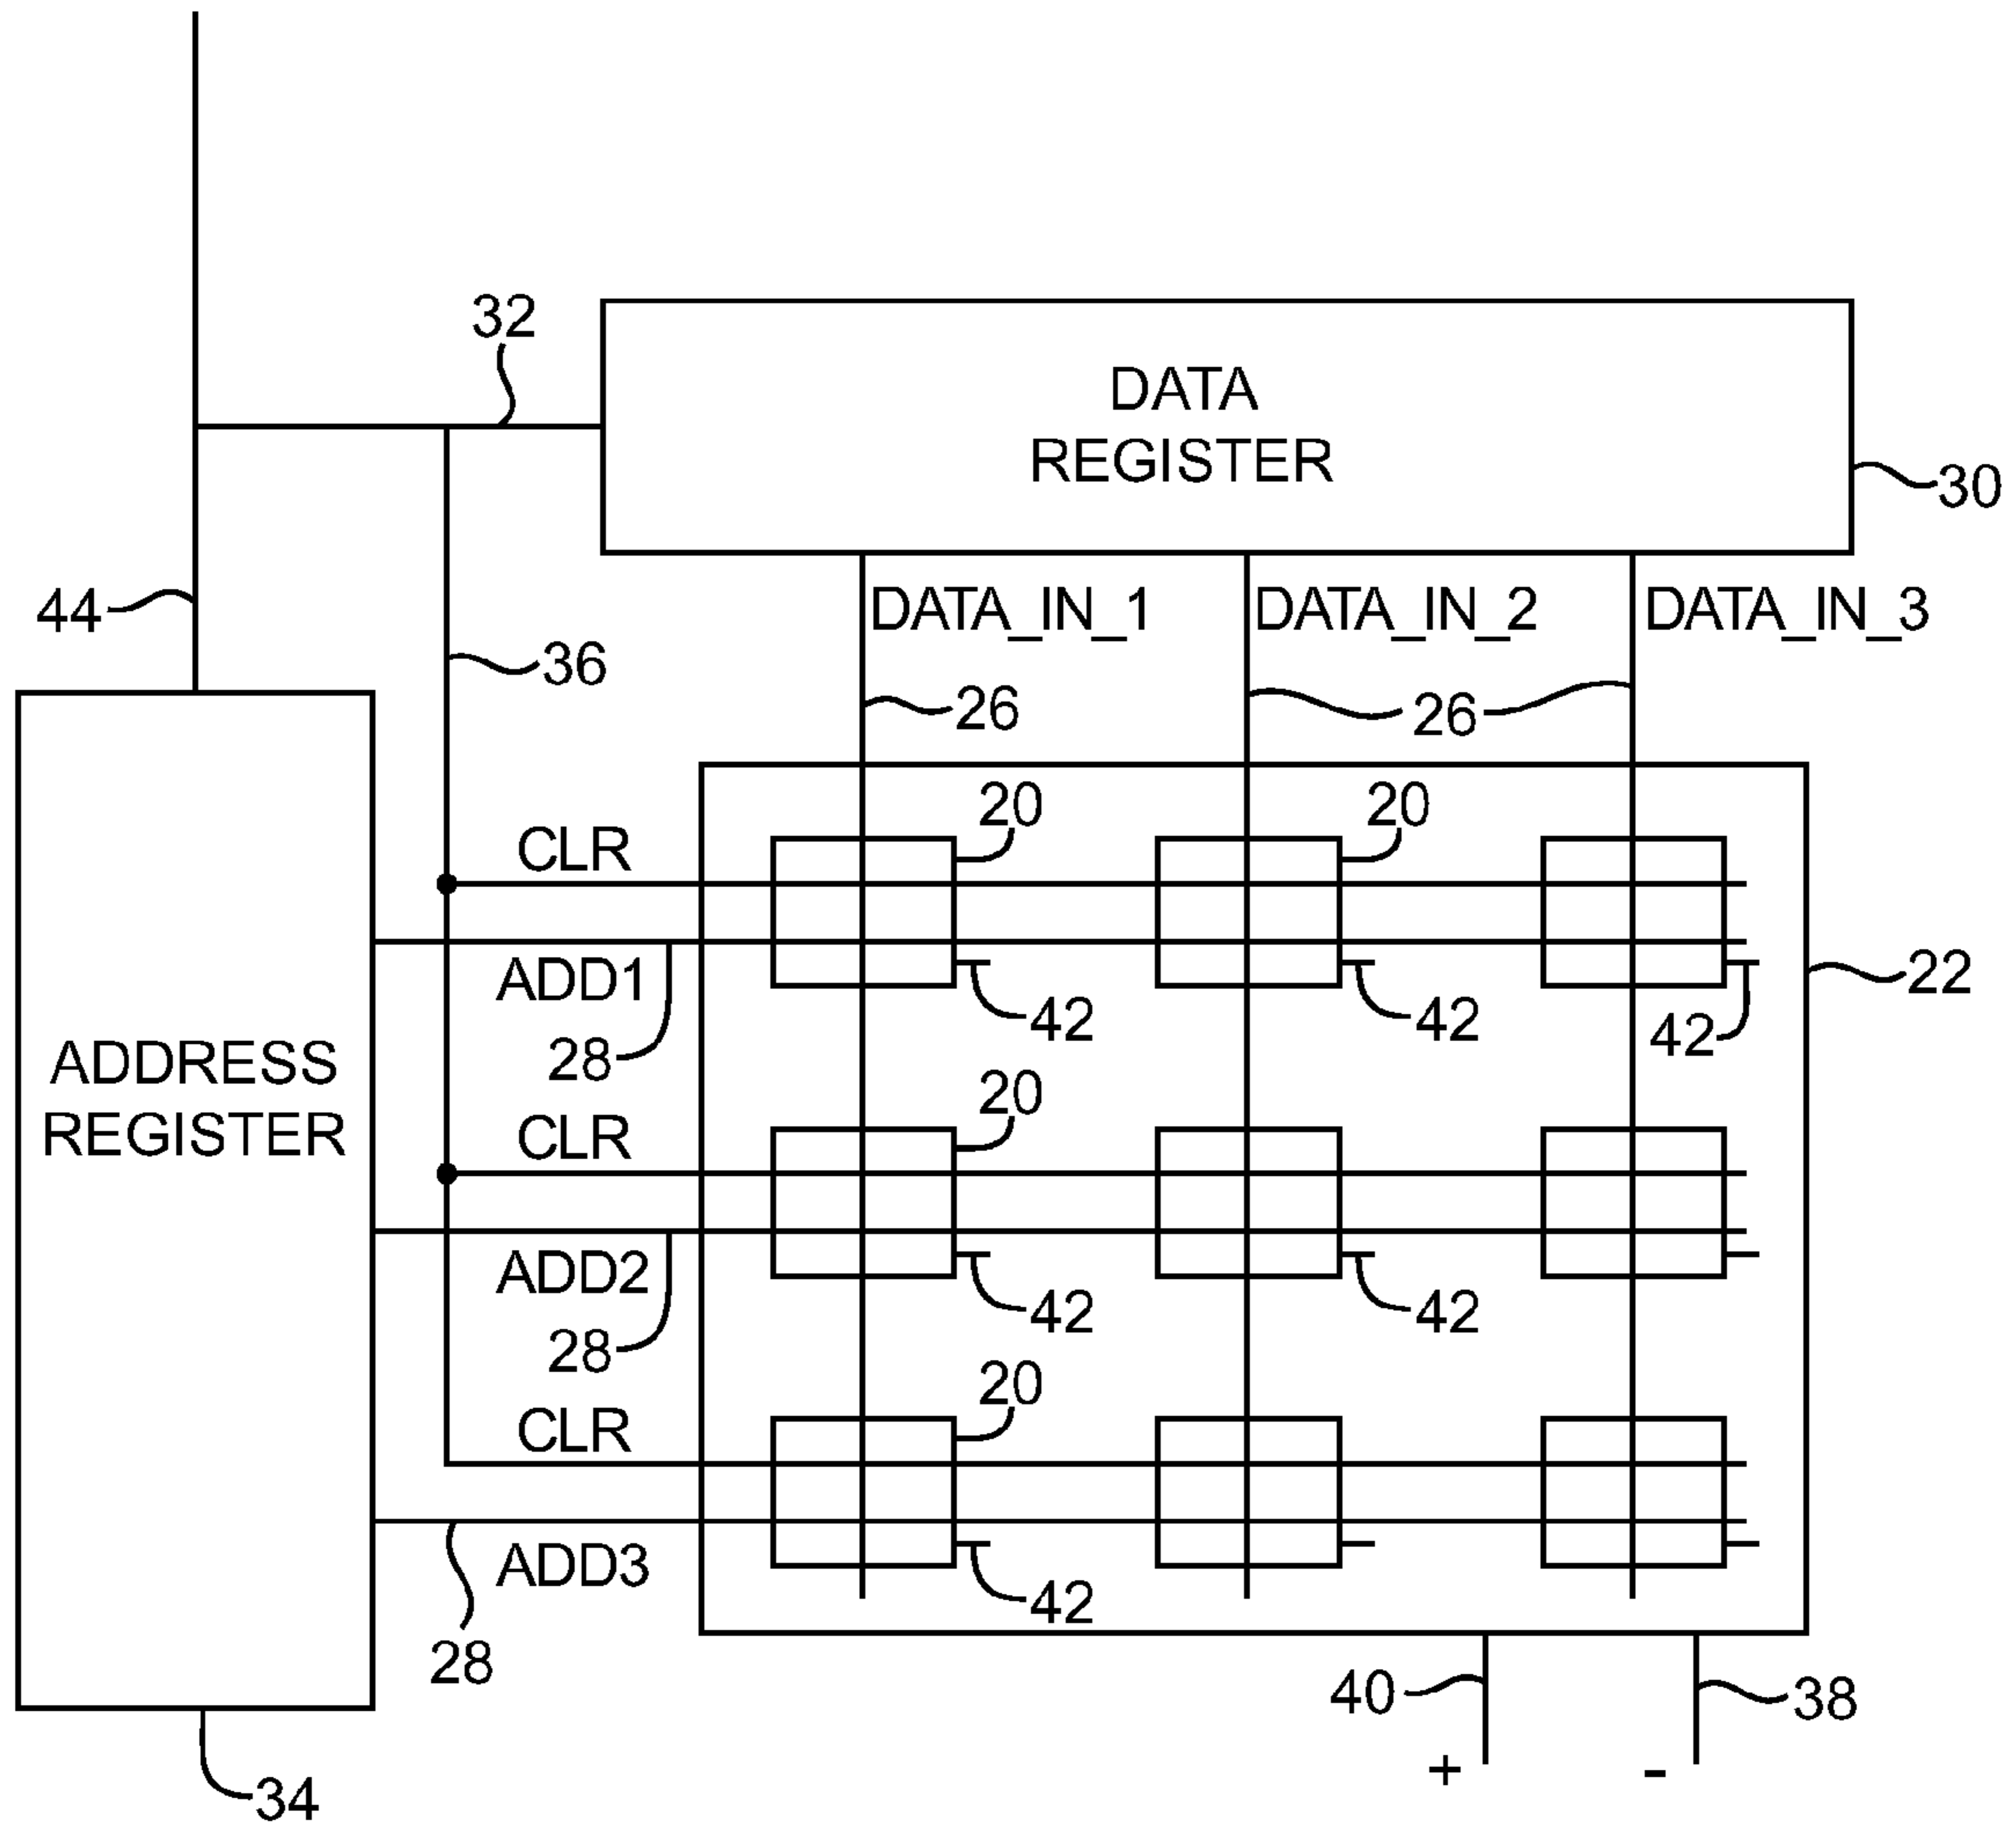 32
DATA
REGISTER
30
44
DATA_IN_1
DATA_IN_2
DATA_IN_3
36
26
26
20
20
CLR
ADD1
28
42
42
42
22
ADDRESS
REGISTER
20
CLR
ADD2
28
42
42
20
CLR
ADD3
28
42
40
38
+
-
34